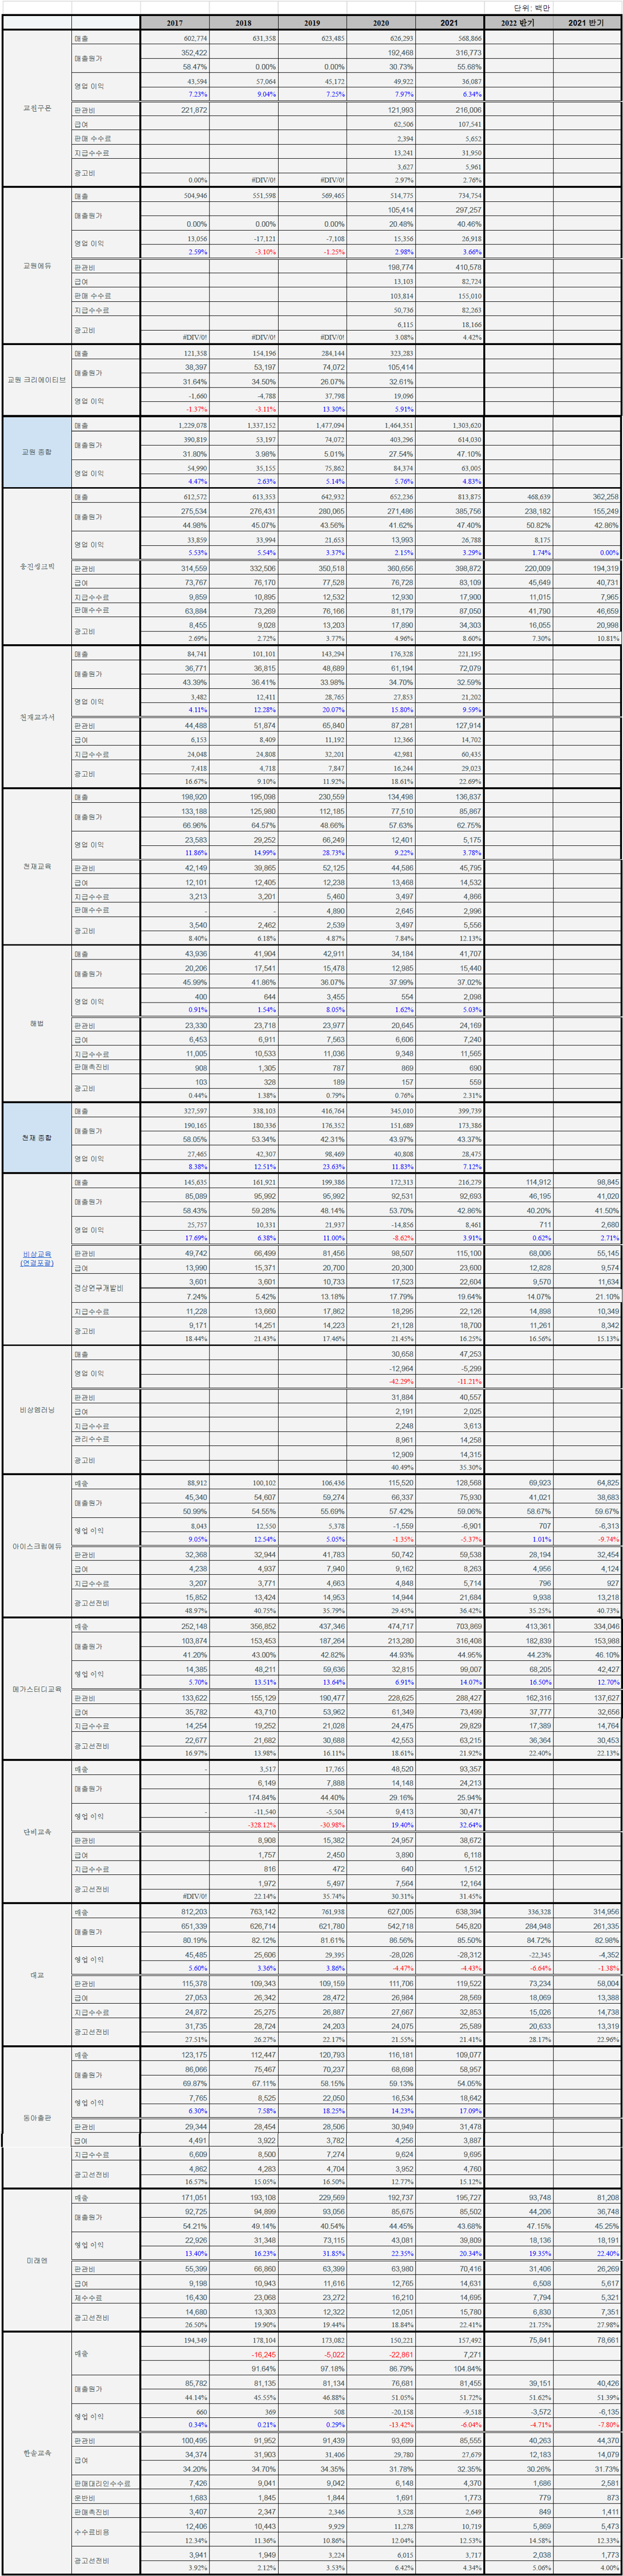 단위: 백만
2017 2018 2019 2020 2021 2022 반기 2021 반기
교원구몬
매출 602,774 631,358 623,485 626,293 568,866
매출원가 352,422 192,468 316,773
58.47% 0.00% 0.00% 30.73% 55.68%
영업 이익 43,594 57,064 45,172 49,922 36,087
7.23% 9.04% 7.25% 7.97% 6.34%
판관비 221,872 121,993 216,006
급여 62,506 107,541
판매 수수료 2,394 5,652
지급수수료 13,241 31,950
광고비 3,627 5,961
0.00% #DIV/0! #DIV/0! 2.97% 2.76%
교원에듀
매출 504,946 551,598 569,465 514,775 734,754
매출원가 105,414 297,257
0.00% 0.00% 0.00% 20.48% 40.46%
영업 이익 13,056 -17,121 -7,108 15,356 26,918
2.59% -3.10% -1.25% 2.98% 3.66%
판관비 198,774 410,578
급여 13,103 82,724
판매 수수료 103,814 155,010
지급수수료 50,736 82,263
광고비 6,115 18,166
#DIV/0! #DIV/0! #DIV/0! 3.08% 4.42%
교원 크리에이티브
매출 121,358 154,196 284,144 323,283
매출원가 38,397 53,197 74,072 105,414
31.64% 34.50% 26.07% 32.61%
영업 이익 -1,660 -4,788 37,798 19,096
-1.37% -3.11% 13.30% 5.91%
교원 종합
매출 1,229,078 1,337,152 1,477,094 1,464,351 1,303,620
매출원가 390,819 53,197 74,072 403,296 614,030
31.80% 3.98% 5.01% 27.54% 47.10%
영업 이익 54,990 35,155 75,862 84,374 63,005
4.47% 2.63% 5.14% 5.76% 4.83%
웅진씽크빅
매출 612,572 613,353 642,932 652,236 813,875 468,639 362,258
매출원가 275,534 276,431 280,065 271,486 385,756 238,182 155,249
44.98% 45.07% 43.56% 41.62% 47.40% 50.82% 42.86%
영업 이익 33,859 33,994 21,653 13,993 26,788 8,175
5.53% 5.54% 3.37% 2.15% 3.29% 1.74% 0.00%
판관비 314,559 332,506 350,518 360,656 398,872 220,009 194,319
급여 73,767 76,170 77,528 76,728 83,109 45,649 40,731
지급수수료 9,859 10,895 12,532 12,930 17,900 11,015 7,965
판매수수료 63,884 73,269 76,166 81,179 87,050 41,790 46,659
광고비 8,455 9,028 13,203 17,890 34,303 16,055 20,998
2.69% 2.72% 3.77% 4.96% 8.60% 7.30% 10.81%
천재교과서
매출 84,741 101,101 143,294 176,328 221,195
매출원가 36,771 36,815 48,689 61,194 72,079
43.39% 36.41% 33.98% 34.70% 32.59%
영업 이익 3,482 12,411 28,765 27,853 21,202
4.11% 12.28% 20.07% 15.80% 9.59%
판관비 44,488 51,874 65,840 87,281 127,914
급여 6,153 8,409 11,192 12,366 14,702
지급수수료 24,048 24,808 32,201 42,981 60,435
광고비 7,418 4,718 7,847 16,244 29,023
16.67% 9.10% 11.92% 18.61% 22.69%
천재교육
매출 198,920 195,098 230,559 134,498 136,837
매출원가 133,188 125,980 112,185 77,510 85,867
66.96% 64.57% 48.66% 57.63% 62.75%
영업 이익 23,583 29,252 66,249 12,401 5,175
11.86% 14.99% 28.73% 9.22% 3.78%
판관비 42,149 39,865 52,125 44,586 45,795
급여 12,101 12,405 12,238 13,468 14,532
지급수수료 3,213 3,201 5,460 3,497 4,866
판매수수료 - - 4,890 2,645 2,996
광고비 3,540 2,462 2,539 3,497 5,556
8.40% 6.18% 4.87% 7.84% 12.13%
해법
매출 43,936 41,904 42,911 34,184 41,707
매출원가 20,206 17,541 15,478 12,985 15,440
45.99% 41.86% 36.07% 37.99% 37.02%
영업 이익 400 644 3,455 554 2,098
0.91% 1.54% 8.05% 1.62% 5.03%
판관비 23,330 23,718 23,977 20,645 24,169
급여 6,453 6,911 7,563 6,606 7,240
지급수수료 11,005 10,533 11,036 9,348 11,565
판매촉진비 908 1,305 787 869 690
광고비 103 328 189 157 559
0.44% 1.38% 0.79% 0.76% 2.31%
천재 종합
매출 327,597 338,103 416,764 345,010 399,739
매출원가 190,165 180,336 176,352 151,689 173,386
58.05% 53.34% 42.31% 43.97% 43.37%
영업 이익 27,465 42,307 98,469 40,808 28,475
8.38% 12.51% 23.63% 11.83% 7.12%
비상교육
(연결포괄)
매출 145,635 161,921 199,386 172,313 216,279 114,912 98,845
매출원가 85,089 95,992 95,992 92,531 92,693 46,195 41,020
58.43% 59.28% 48.14% 53.70% 42.86% 40.20% 41.50%
영업 이익 25,757 10,331 21,937 -14,856 8,461 711 2,680
17.69% 6.38% 11.00% -8.62% 3.91% 0.62% 2.71%
판관비 49,742 66,499 81,456 98,507 115,100 68,006 55,145
급여 13,990 15,371 20,700 20,300 23,600 12,828 9,574
경상연구개발비 3,601 3,601 10,733 17,523 22,604 9,570 11,634
7.24% 5.42% 13.18% 17.79% 19.64% 14.07% 21.10%
지급수수료 11,228 13,660 17,862 18,295 22,126 14,898 10,349
광고비 9,171 14,251 14,223 21,128 18,700 11,261 8,342
18.44% 21.43% 17.46% 21.45% 16.25% 16.56% 15.13%
비상엠러닝
매출 30,658 47,253
영업 이익 -12,964 -5,299
-42.29% -11.21%
판관비 31,884 40,557
급여 2,191 2,025
지급수수료 2,248 3,613
관리수수료 8,961 14,258
광고비 12,909 14,315
40.49% 35.30%
아이스크림에듀
매출 88,912 100,102 106,436 115,520 128,568 69,923 64,825
매출원가 45,340 54,607 59,274 66,337 75,930 41,021 38,683
50.99% 54.55% 55.69% 57.42% 59.06% 58.67% 59.67%
영업 이익 8,043 12,550 5,378 -1,559 -6,901 707 -6,313
9.05% 12.54% 5.05% -1.35% -5.37% 1.01% -9.74%
판관비 32,368 32,944 41,783 50,742 59,538 28,194 32,454
급여 4,238 4,937 7,940 9,162 8,263 4,956 4,124
지급수수료 3,207 3,771 4,663 4,848 5,714 796 927
광고선전비 15,852 13,424 14,953 14,944 21,684 9,938 13,218
48.97% 40.75% 35.79% 29.45% 36.42% 35.25% 40.73%
메가스터디교육
매출 252,148 356,852 437,346 474,717 703,869 413,361 334,046
매출원가 103,874 153,453 187,264 213,280 316,408 182,839 153,988
41.20% 43.00% 42.82% 44.93% 44.95% 44.23% 46.10%
영업 이익 14,385 48,211 59,636 32,815 99,007 68,205 42,427
5.70% 13.51% 13.64% 6.91% 14.07% 16.50% 12.70%
판관비 133,622 155,129 190,477 228,625 288,427 162,316 137,627
급여 35,782 43,710 53,962 61,349 73,499 37,777 32,656
지급수수료 14,254 19,252 21,028 24,475 29,829 17,389 14,764
광고선전비 22,677 21,682 30,688 42,553 63,215 36,364 30,453
16.97% 13.98% 16.11% 18.61% 21.92% 22.40% 22.13%
단비교육
매출 - 3,517 17,765 48,520 93,357
매출원가 6,149 7,888 14,148 24,213
174.84% 44.40% 29.16% 25.94%
영업 이익 - -11,540 -5,504 9,413 30,471
-328.12% -30.98% 19.40% 32.64%
판관비 8,908 15,382 24,957 38,672
급여 1,757 2,450 3,890 6,118
지급수수료 816 472 640 1,512
광고선전비 1,972 5,497 7,564 12,164
#DIV/0! 22.14% 35.74% 30.31% 31.45%
대교
매출 812,203 763,142 761,938 627,005 638,394 336,328 314,956
매출원가 651,339 626,714 621,780 542,718 545,820 284,948 261,335
80.19% 82.12% 81.61% 86.56% 85.50% 84.72% 82.98%
영업 이익 45,485 25,606 29,395 -28,026 -28,312 -22,345 -4,352
5.60% 3.36% 3.86% -4.47% -4.43% -6.64% -1.38%
판관비 115,378 109,343 109,159 111,706 119,522 73,234 58,004
급여 27,053 26,342 28,472 26,984 28,569 18,069 13,388
지급수수료 24,872 25,275 26,887 27,667 32,853 15,026 14,738
광고선전비 31,735 28,724 24,203 24,075 25,589 20,633 13,319
27.51% 26.27% 22.17% 21.55% 21.41% 28.17% 22.96%
동아출판
매출 123,175 112,447 120,793 116,181 109,077
매출원가 86,066 75,467 70,237 68,698 58,957
69.87% 67.11% 58.15% 59.13% 54.05%
영업 이익 7,765 8,525 22,050 16,534 18,642
6.30% 7.58% 18.25% 14.23% 17.09%
판관비 29,344 28,454 28,506 30,949 31,478
급여 4,491 3,922 3,782 4,256 3,887
지급수수료 6,609 8,500 7,274 9,624 9,695
광고선전비 4,862 4,283 4,704 3,952 4,760
16.57% 15.05% 16.50% 12.77% 15.12%
미래엔
매출 171,051 193,108 229,569 192,737 195,727 93,748 81,208
매출원가 92,725 94,899 93,056 85,675 85,502 44,206 36,748
54.21% 49.14% 40.54% 44.45% 43.68% 47.15% 45.25%
영업 이익 22,926 31,348 73,115 43,081 39,809 18,136 18,191
13.40% 16.23% 31.85% 22.35% 20.34% 19.35% 22.40%
판관비 55,399 66,860 63,399 63,980 70,416 31,406 26,269
급여 9,198 10,943 11,616 12,765 14,631 6,508 5,617
제수수료 16,430 23,068 23,272 16,210 14,695 7,794 5,321
광고선전비 14,680 13,303 12,322 12,051 15,780 6,830 7,351
26.50% 19.90% 19.44% 18.84% 22.41% 21.75% 27.98%
한솔교육
매출 194,349 178,104 173,082 150,221 157,492 75,841 78,661
-16,245 -5,022 -22,861 7,271
91.64% 97.18% 86.79% 104.84%
매출원가 85,782 81,135 81,134 76,681 81,455 39,151 40,426
44.14% 45.55% 46.88% 51.05% 51.72% 51.62% 51.39%
영업 이익 660 369 508 -20,158 -9,518 -3,572 -6,135
0.34% 0.21% 0.29% -13.42% -6.04% -4.71% -7.80%
판관비 100,495 91,952 91,439 93,699 85,555 40,263 44,370
급여 34,374 31,903 31,406 29,780 27,679 12,183 14,079
34.20% 34.70% 34.35% 31.78% 32.35% 30.26% 31.73%
판매대리인수수료 7,426 9,041 9,042 6,148 4,370 1,686 2,581
운반비 1,683 1,845 1,844 1,691 1,773 779 873
판매촉진비 3,407 2,347 2,346 3,528 2,649 849 1,411
수수료비용 12,406 10,443 9,929 11,278 10,719 5,869 5,473
12.34% 11.36% 10.86% 12.04% 12.53% 14.58% 12.33%
광고선전비 3,941 1,949 3,224 6,015 3,717 2,038 1,773
3.92% 2.12% 3.53% 6.42% 4.34% 5.06% 4.00%